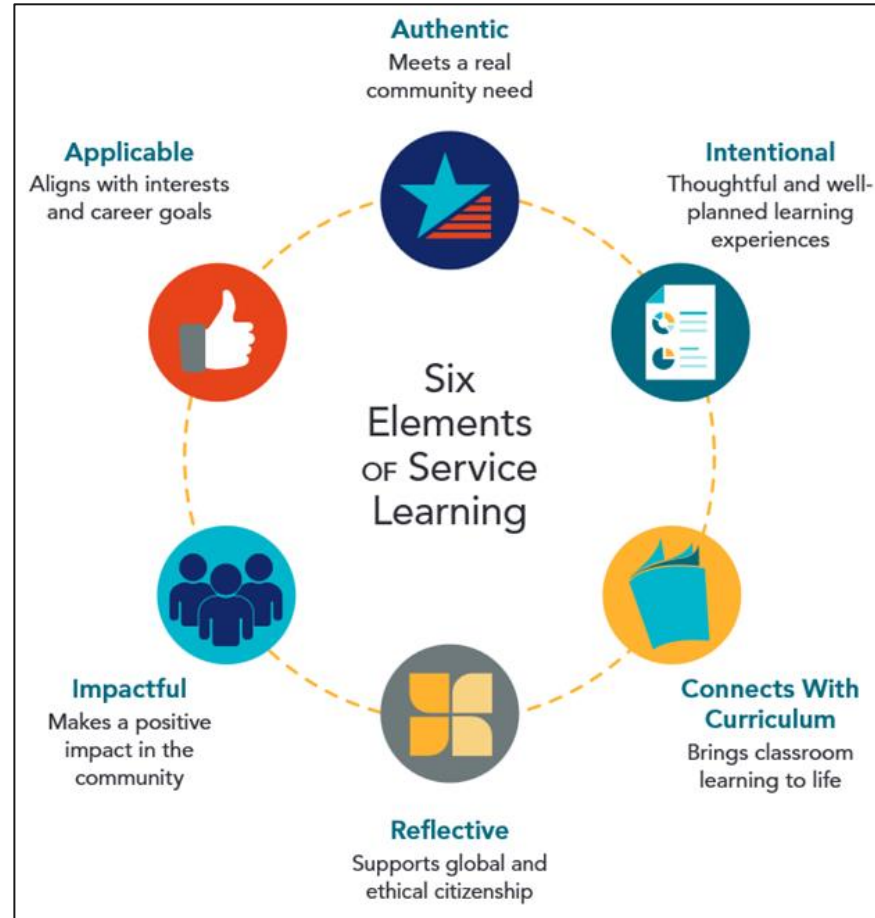 Authentic
Meets a real
community need
Intentional
Thoughtful and well-
planned learning
experiences
Connects With
Curriculum
Brings classroom
learning to life
Reflective
Supports global and
ethical citizenship
Impactful
Makes a positive
impact in the
community
Applicable
Aligns with interests
and career goals
Six
Elements
OF Service
Learning